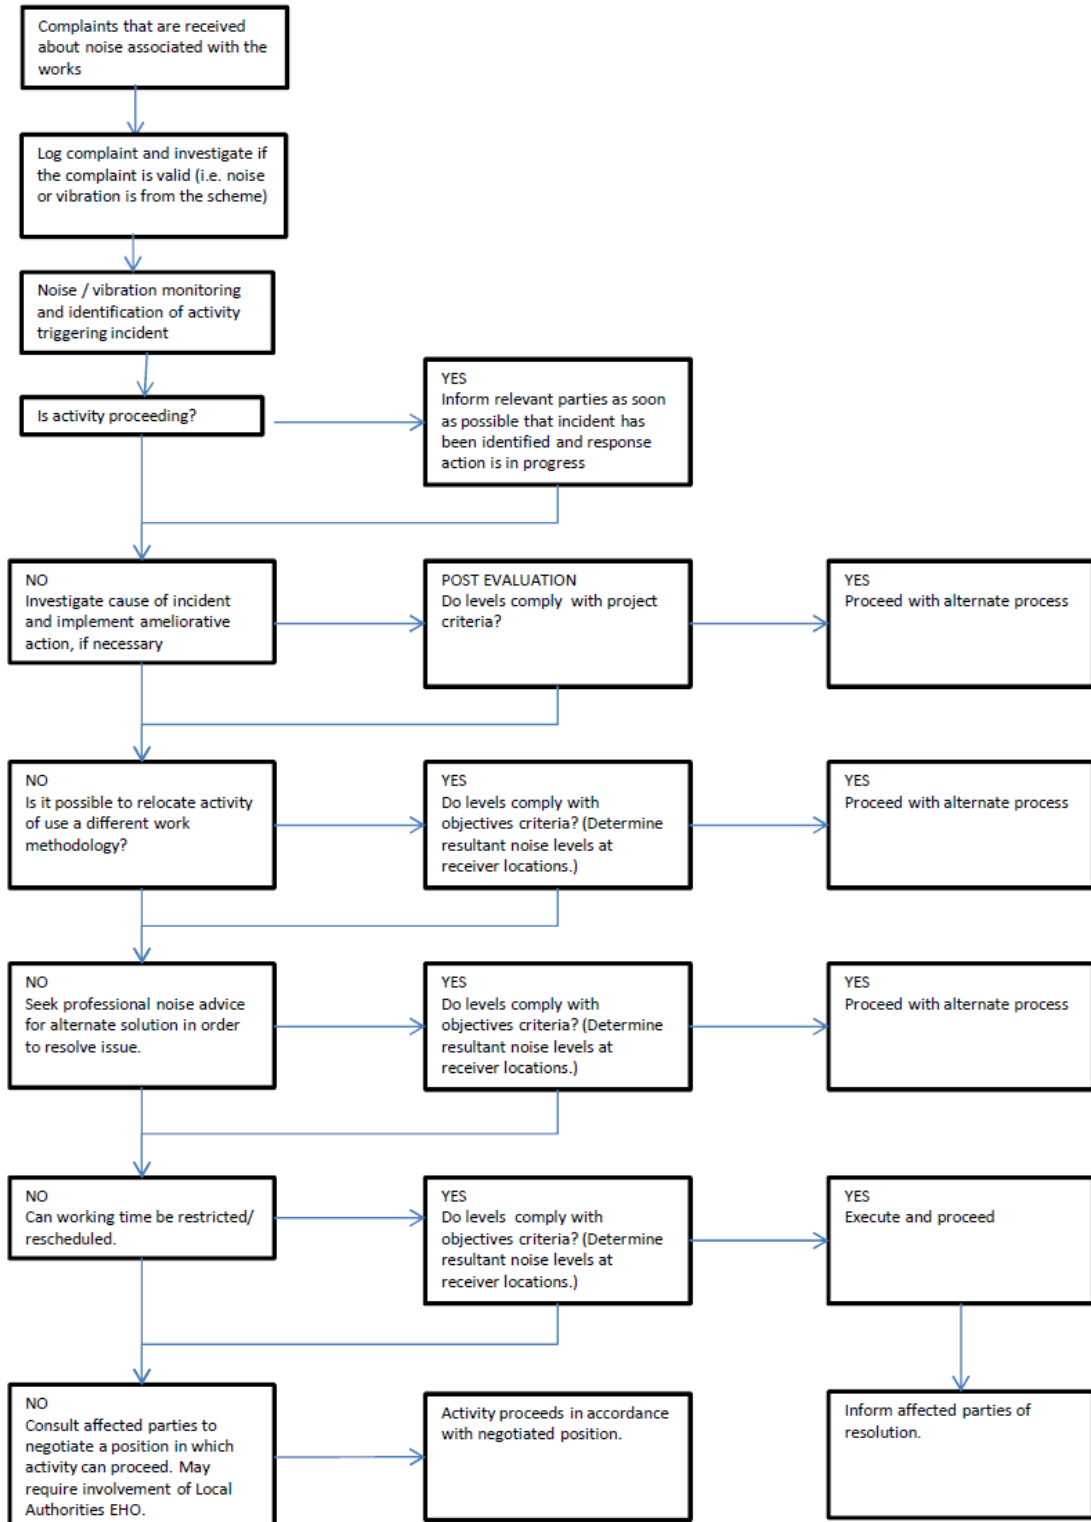 Complaints that are received
about noise associated with the
works
Log complaint and investigate if
the complaint is valid (i.e. noise
or vibration is from the scheme)
Noise / vibration monitoring
and identification of activity
triggering incident
Is activity proceeding?
YES
Inform relevant parties as soon
as possible that incident has
been identified and response
action is in progress
NO
Investigate cause of incident
and implement ameliorative
action, if necessary
POST EVALUATION
Do levels comply with project
criteria?
YES
Proceed with alternate process
NO
Is it possible to relocate activity
of use a different work
methodology?
YES
Do levels comply with
objectives criteria? (Determine
resultant noise levels at
receiver locations.)
YES
Proceed with alternate process
NO
Seek professional noise advice
for alternate solution in order
to resolve issue.
YES
Do levels comply with
objectives criteria? (Determine
resultant noise levels at
receiver locations.)
YES
Proceed with alternate process
NO
Can working time be restricted/
rescheduled.
YES
Do levels comply with
objectives criteria? (Determine
resultant noise levels at
receiver locations.)
YES
Execute and proceed
NO
Consult affected parties to
negotiate a position in which
activity can proceed. May
require involvement of Local
Authorities EHO.
Activity proceeds in accordance
with negotiated position.
Inform affected parties of
resolution.